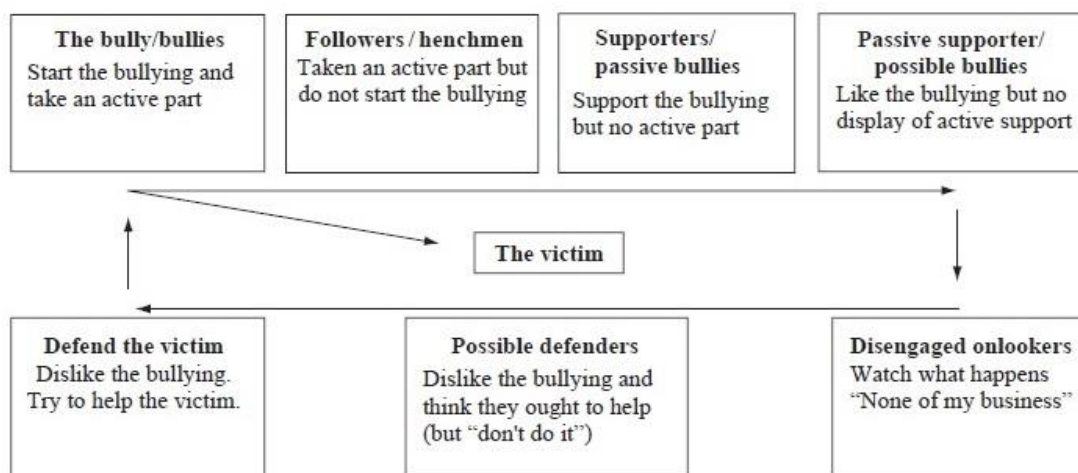 The bully/bullies
Start the bullying and
take an active part
Followers / henchmen
Taken an active part but
do not start the bullying
Supporters/
passive bullies
Support the bullying
but no active part
Passive supporter/
possible bullies
Like the bullying but no
display of active support
The victim
Defend the victim
Dislike the bullying.
Try to help the victim.
Possible defenders
Dislike the bullying and
think they ought to help
(but “don't do it”)
Disengaged onlookers
Watch what happens
“None of my business”